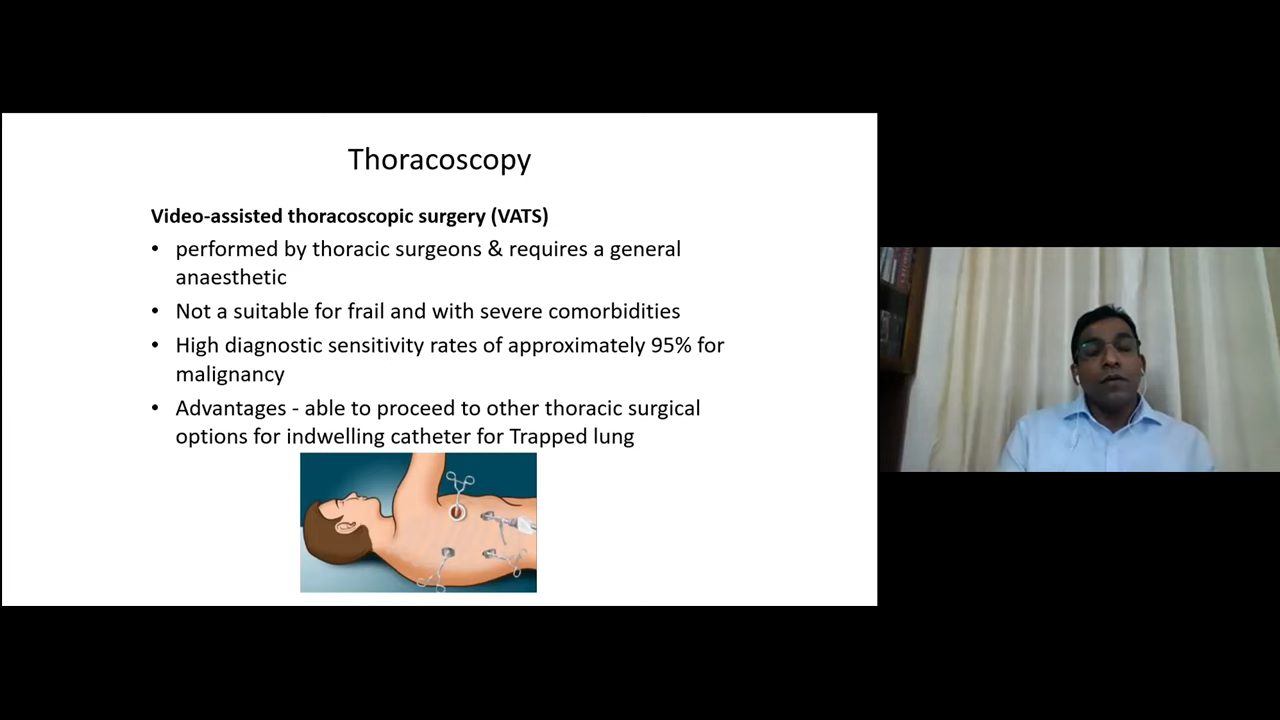 Thoracoscopy
Video-assisted thoracoscopic surgery (VATS)
• performed by thoracic surgeons & requires a general
anaesthetic
• Not a suitable for frail and with severe comorbidities
• High diagnostic sensitivity rates of approximately 95% for
malignancy
• Advantages - able to proceed to other thoracic surgical
options for indwelling catheter for Trapped lung